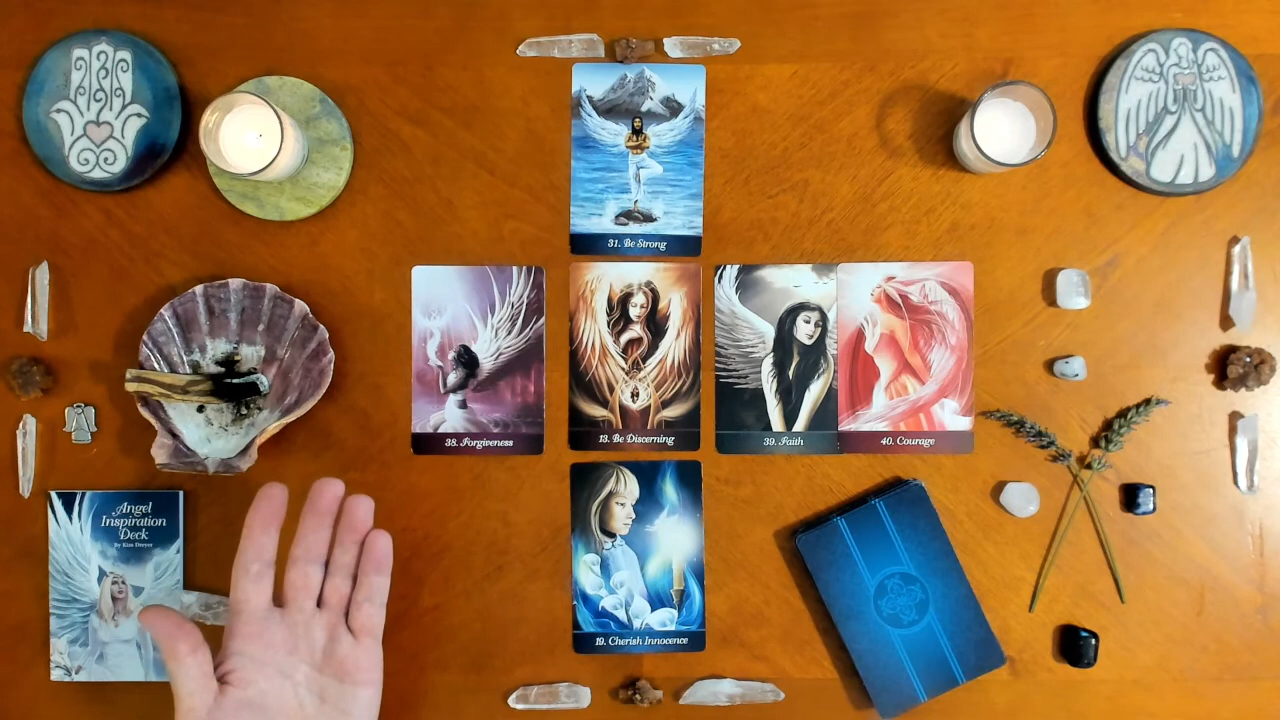 31. Be Strong
38. Forgiveness
13. Be Discerning
39. Faith
40. Courage
Angel
Inspiration
Deck
By Kim Dreyer
19. Cherish Innocence